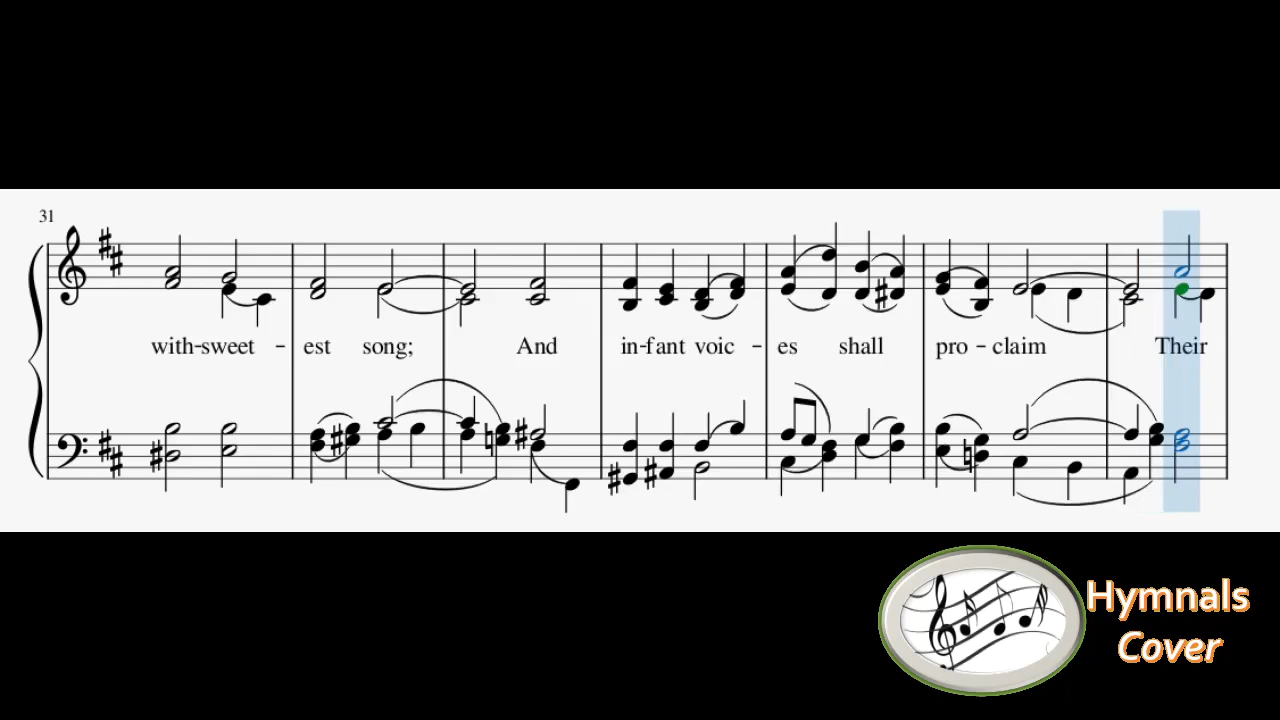 31
with-sweet - est song; And in-fant voic - es shall pro - claim Their
Hymnals
Cover